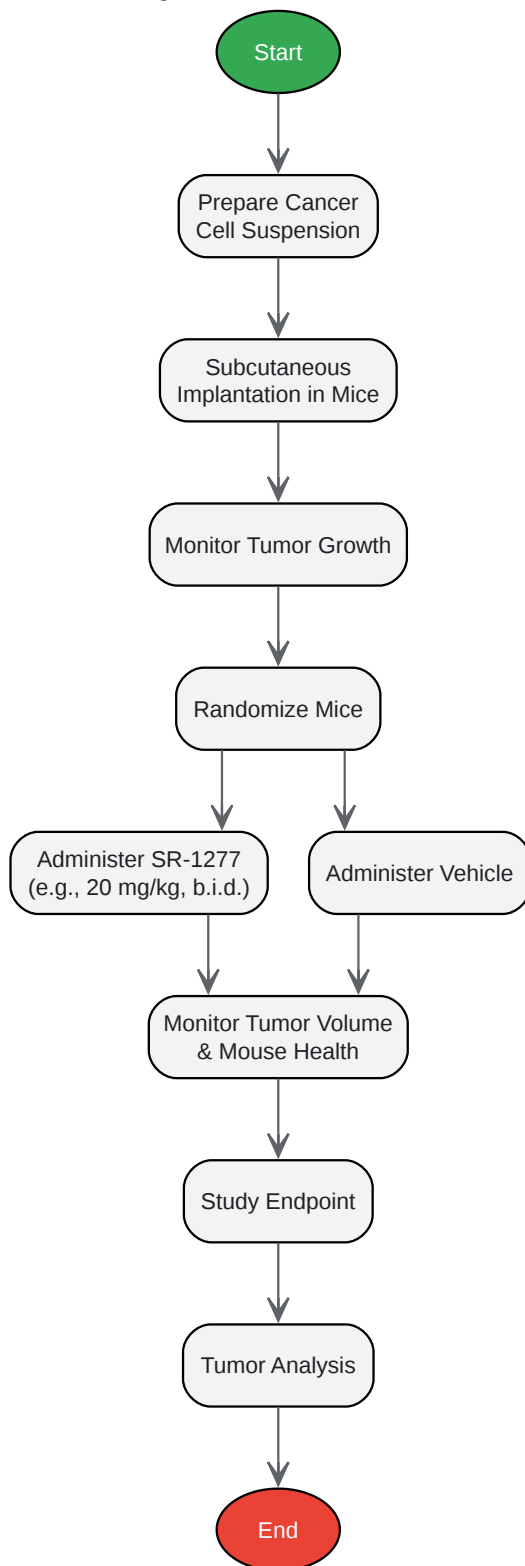 Start
Prepare Cancer
Cell Suspension
Subcutaneous
Implantation in Mice
Monitor Tumor Growth
Randomize Mice
Administer SR-1277
(e.g., 20 mg/kg, b.i.d.)
Administer Vehicle
Monitor Tumor Volume
& Mouse Health
Study Endpoint
Tumor Analysis
End